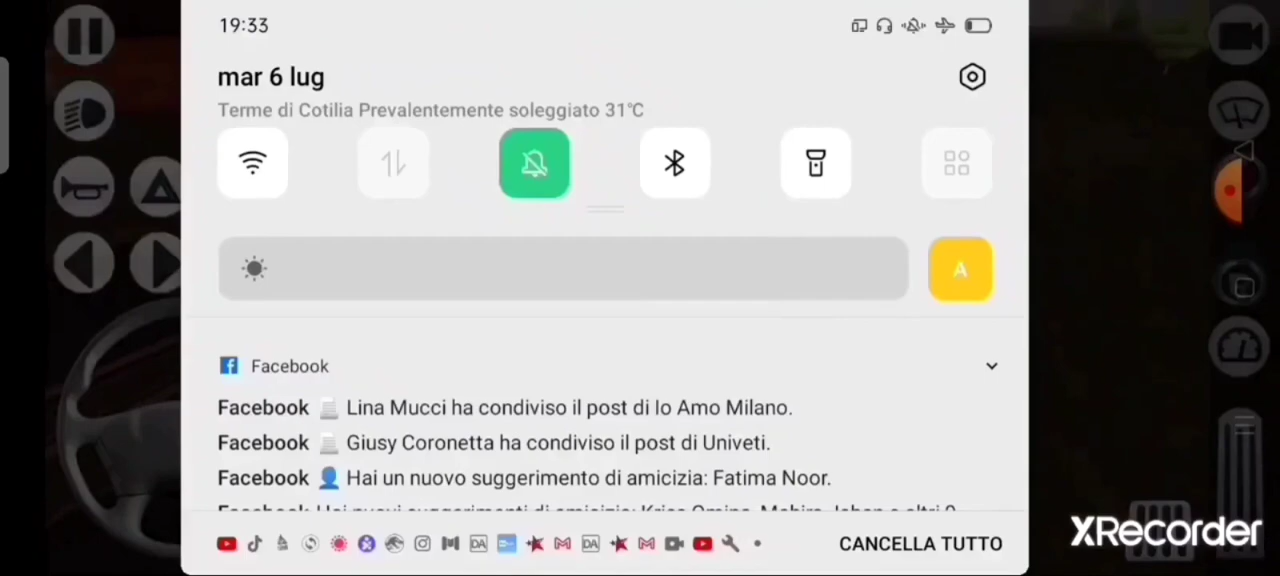 19:33
mar 6 lug
Terme di Cotilia Prevalentemente soleggiato 31°C
A
Facebook
Facebook Lina Mucci ha condiviso il post di Io Amo Milano.
Facebook Giusy Coronetta ha condiviso il post di Univeti.
Facebook Hai un nuovo suggerimento di amicizia: Fatima Noor.
DA DA
CANCELLA TUTTO
XRecorder